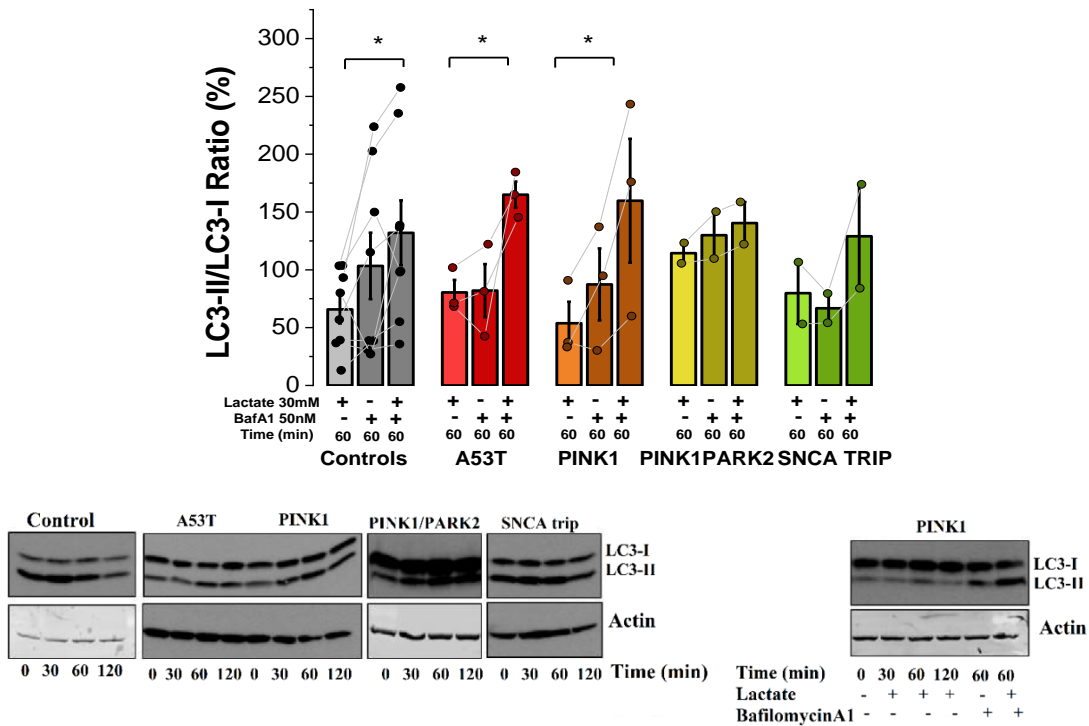 LC3-II/LC3-I Ratio (%)
300
250
200
150
100
50
0
* * *
Lactate 30mM + - + + - + + - + + - + + - +
BafA1 50nM - + + - + + - + + - + + - + +
Time (min) 60 60 60 60 60 60 60 60 60 60 60 60 60 60 60
Controls A53T PINK1 PINK1PARK2 SNCA TRIP
Control A53T PINK1 PINK1/PARK2 SNCA trip
LC3-I
LC3-II
Actin
0 30 60 120 0 30 60 120 0 30 60 120 0 30 60 120 0 30 60 120 Time (min)
PINK1
LC3-I
LC3-II
Actin
Time (min) 0 30 60 120 60 60
Lactate - + + + - +
BafilomycinA1 - - - - + +